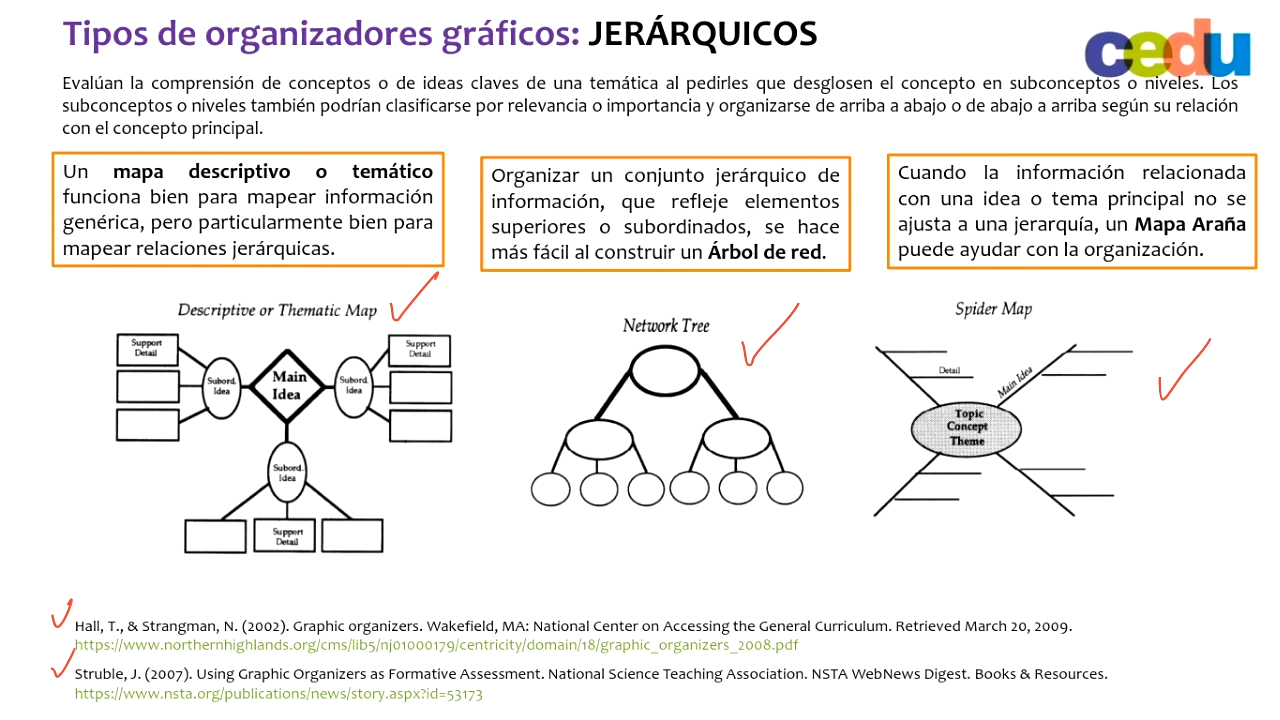 Tipos de organizadores gráficos: JERÁRQUICOS
cedu
Evalúan la comprensión de conceptos o de ideas claves de una temática al pedirles que desglosen el concepto en subconceptos o niveles. Los
subconceptos o niveles también podrían clasificarse por relevancia o importancia y organizarse de arriba a abajo o de abajo a arriba según su relación
con el concepto principal.
Un mapa descriptivo o temático
funciona bien para mapear información
genérica, pero particularmente bien para
mapear relaciones jerárquicas.
Organizar un conjunto jerárquico de
información, que refleje elementos
superiores o subordinados, se hace
más fácil al construir un Árbol de red.
Cuando la información relacionada
con una idea o tema principal no se
ajusta a una jerarquía, un Mapa Araña
puede ayudar con la organización.
Descriptive or Thematic Map
Support
Detail
Subord.
Idea
Main
Idea
Subord.
Idea
Support
Detail
Subord.
Idea
Support
Detail
Network Tree
Spider Map
Detail
Main Idea
Topic
Concept
Theme
Hall, T., & Strangman, N. (2002). Graphic organizers. Wakefield, MA: National Center on Accessing the General Curriculum. Retrieved March 20, 2009.
https://www.northernhighlands.org/cms/lib5/nj01000179/centricity/domain/18/graphic_organizers_2008.pdf
Struble, J. (2007). Using Graphic Organizers as Formative Assessment. National Science Teaching Association. NSTA WebNews Digest. Books & Resources.
https://www.nsta.org/publications/news/story.aspx?id=53173